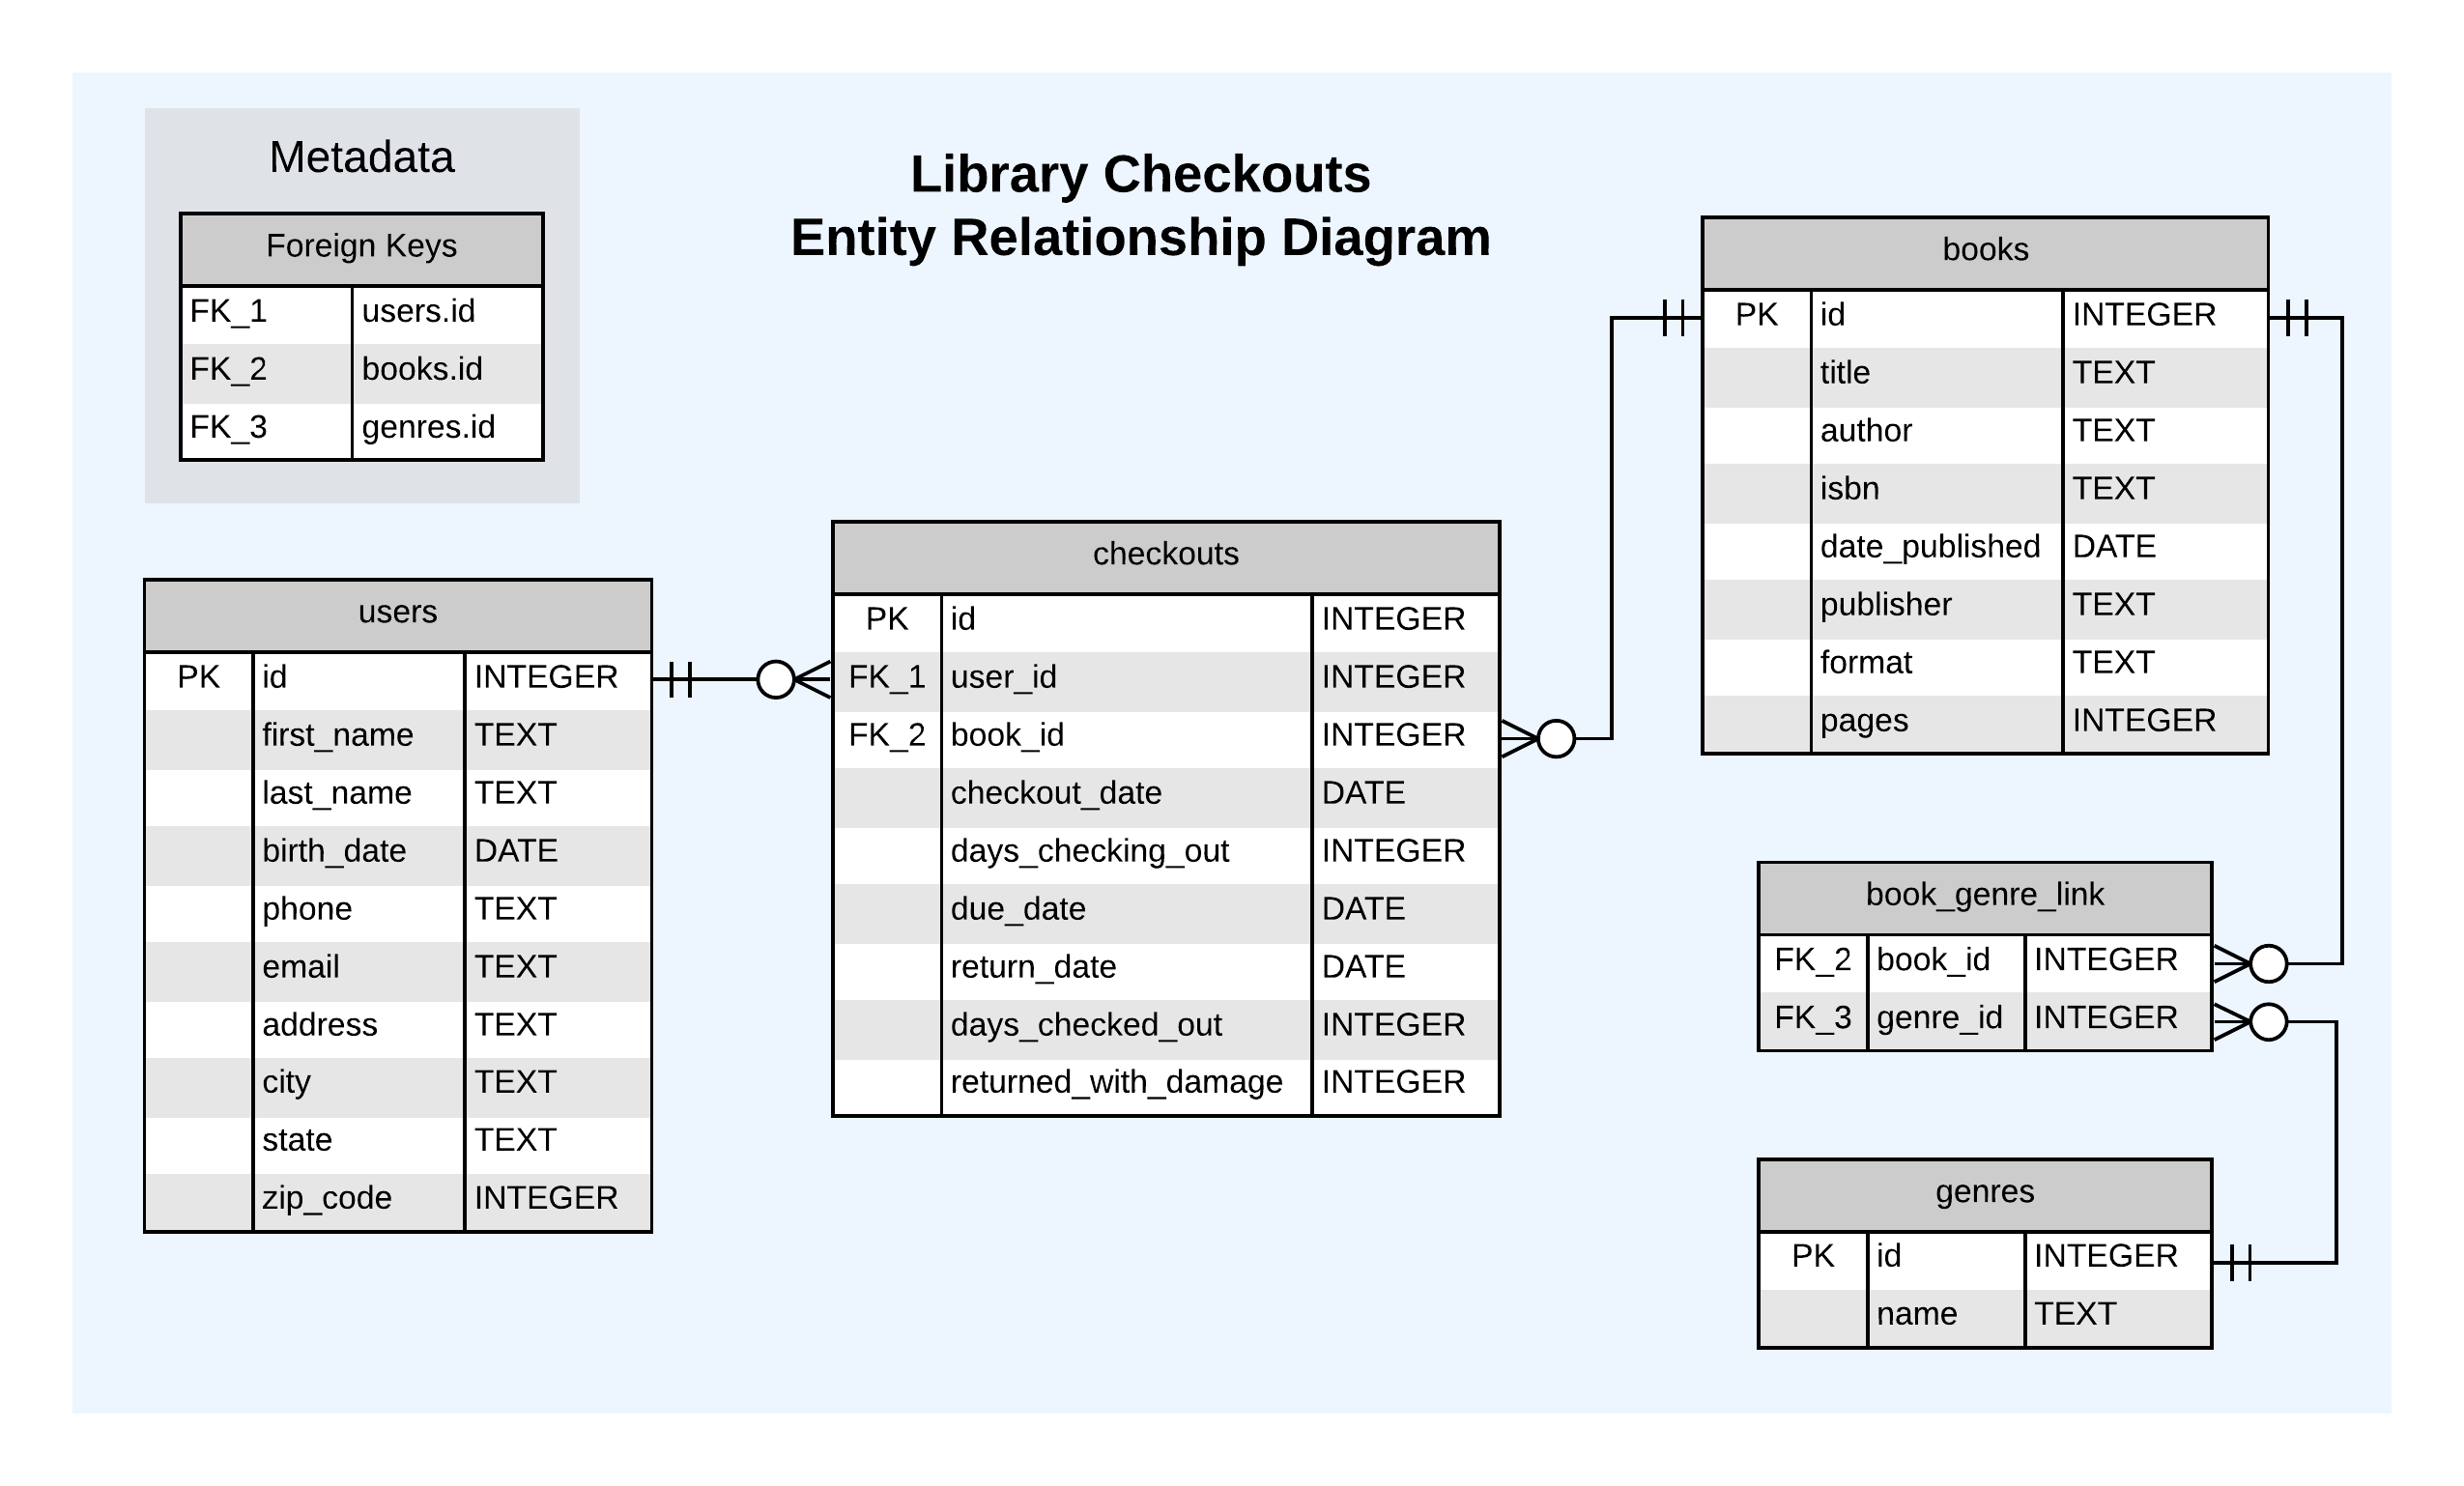 Metadata
Foreign Keys
FK_1 users.id
FK_2 books.id
FK_3 genres.id
Library Checkouts
Entity Relationship Diagram
users
PK id INTEGER
first_name TEXT
last_name TEXT
birth_date DATE
phone TEXT
email TEXT
address TEXT
city TEXT
state TEXT
zip_code INTEGER
checkouts
PK id INTEGER
FK_1 user_id INTEGER
FK_2 book_id INTEGER
checkout_date DATE
days_checking_out INTEGER
due_date DATE
return_date DATE
days_checked_out INTEGER
returned_with_damage INTEGER
books
PK id INTEGER
title TEXT
author TEXT
isbn TEXT
date_published DATE
publisher TEXT
format TEXT
pages INTEGER
book_genre_link
FK_2 book_id INTEGER
FK_3 genre_id INTEGER
genres
PK id INTEGER
name TEXT